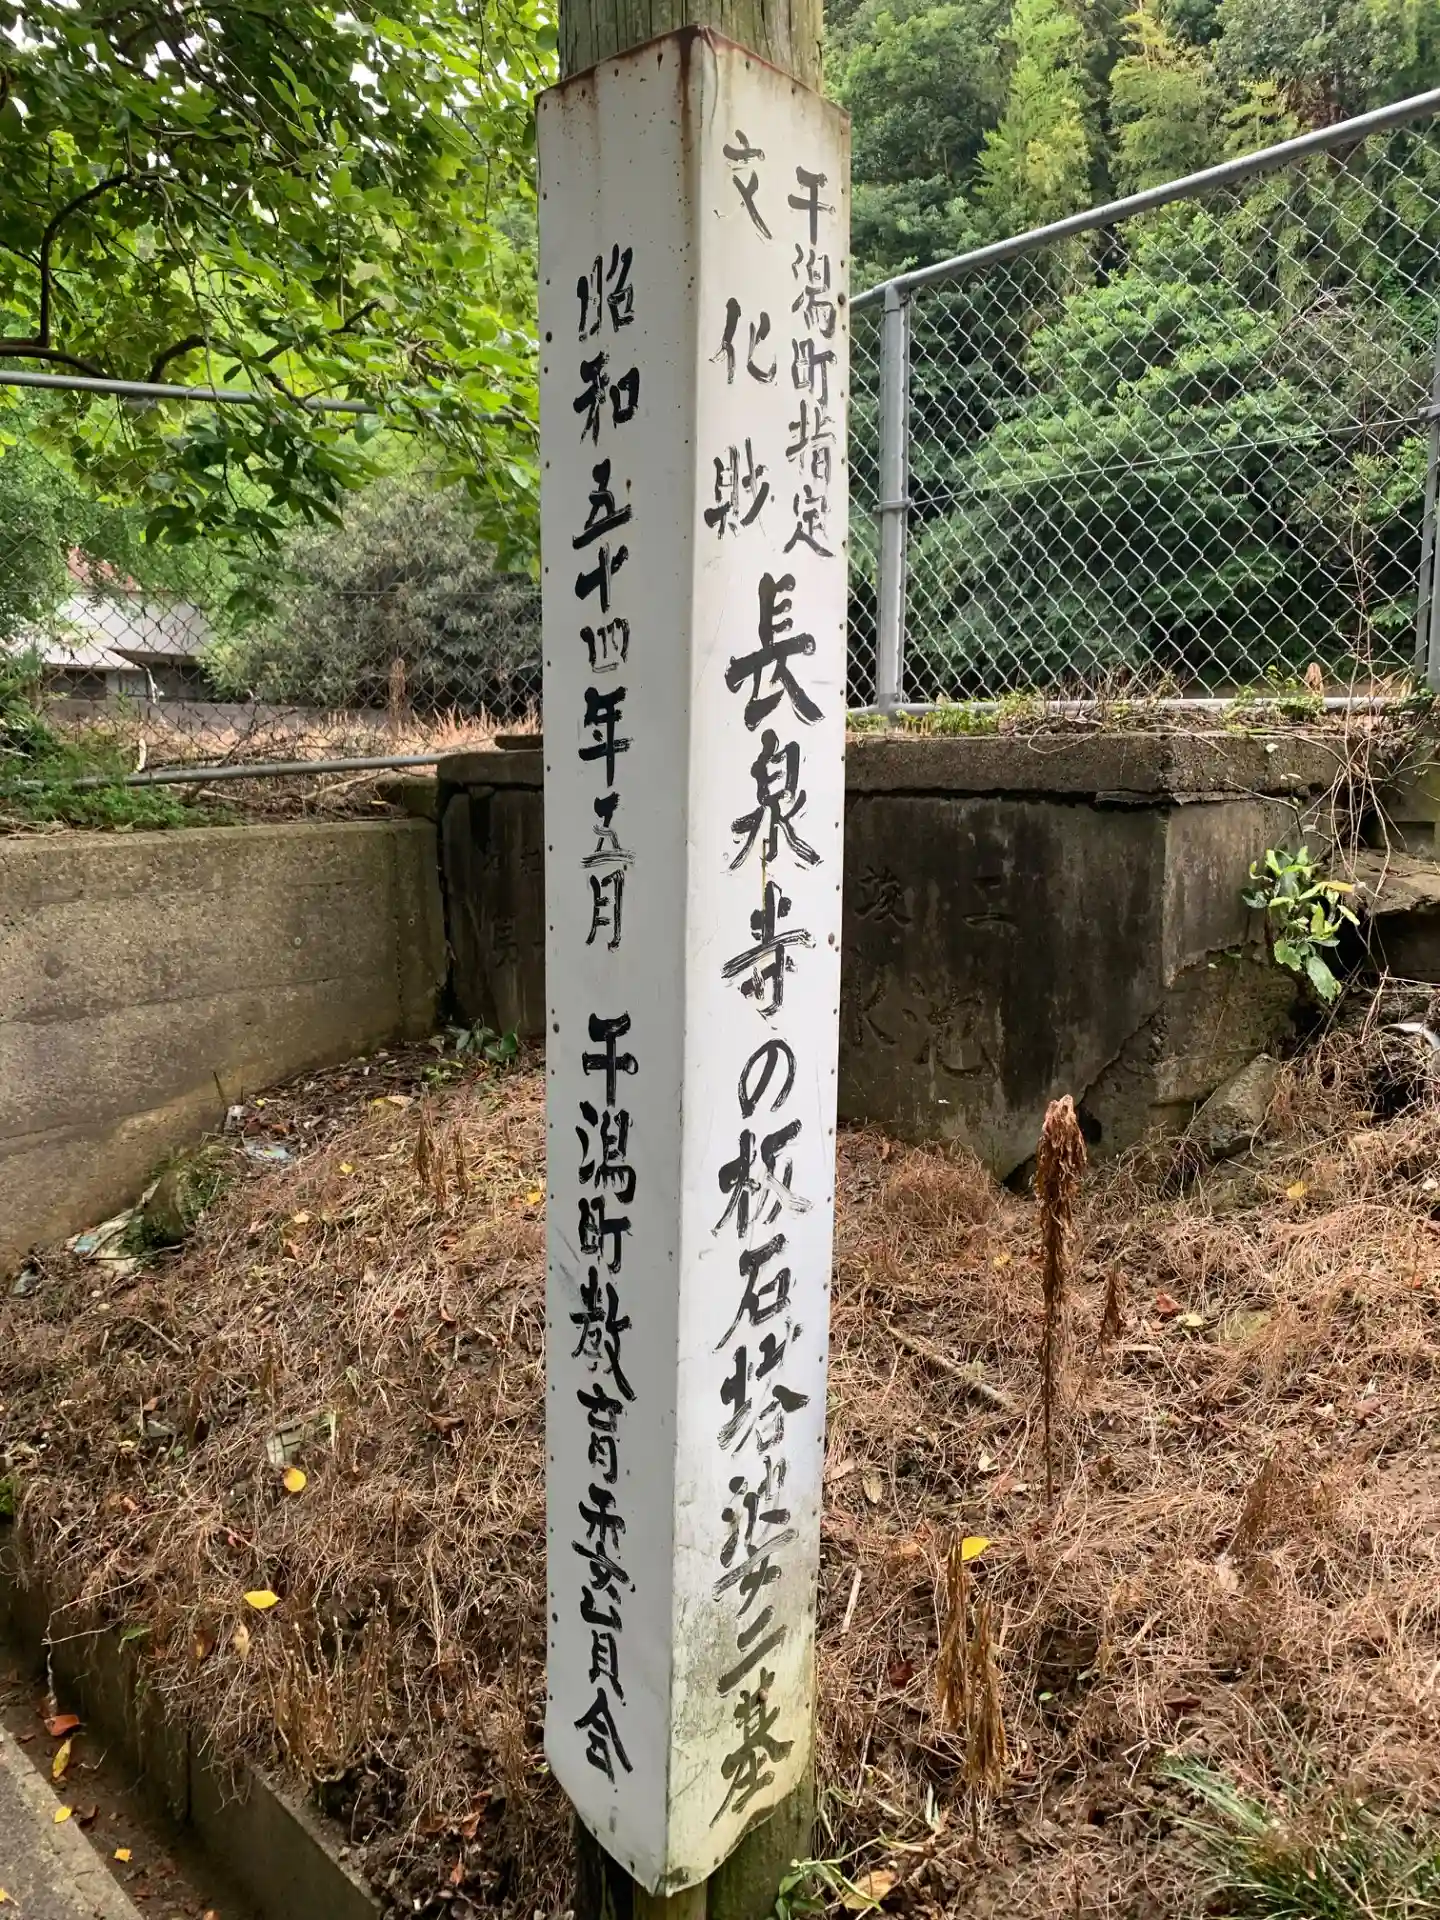 干潟町指定
文化財
長泉寺の板石塔婆二基
昭和五十四年五月 干潟町教育委員会